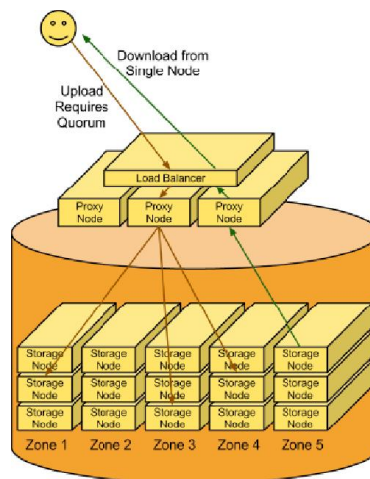 Download from
Single Node
Upload
Requires
Quorum
Load Balancer
Proxy
Node
Proxy
Node
Proxy
Node
Storage
Node
Storage
Node
Storage
Node
Storage
Node
Storage
Node
Storage
Node
Storage
Node
Storage
Node
Storage
Node
Storage
Node
Storage
Node
Storage
Node
Storage
Node
Storage
Node
Storage
Node
Zone 1 Zone 2 Zone 3 Zone 4 Zone 5